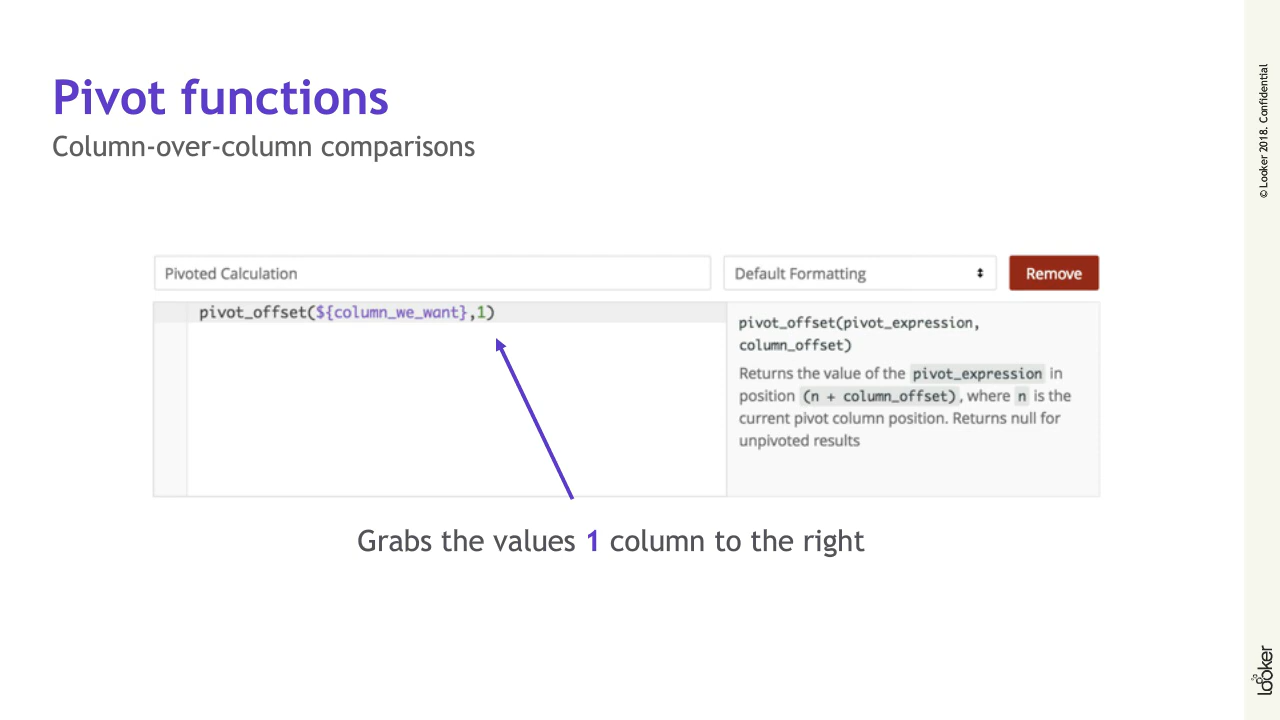 Pivot functions
Column-over-column comparisons
Pivoted Calculation
Default Formatting
Remove
pivot_offset(${column_we_want},1)
pivot_offset(pivot_expression,
column_offset)
Returns the value of the pivot_expression in
position (n + column_offset), where n is the
current pivot column position. Returns null for
unpivoted results
Grabs the values 1 column to the right
© Looker 2018. Confidential
looker